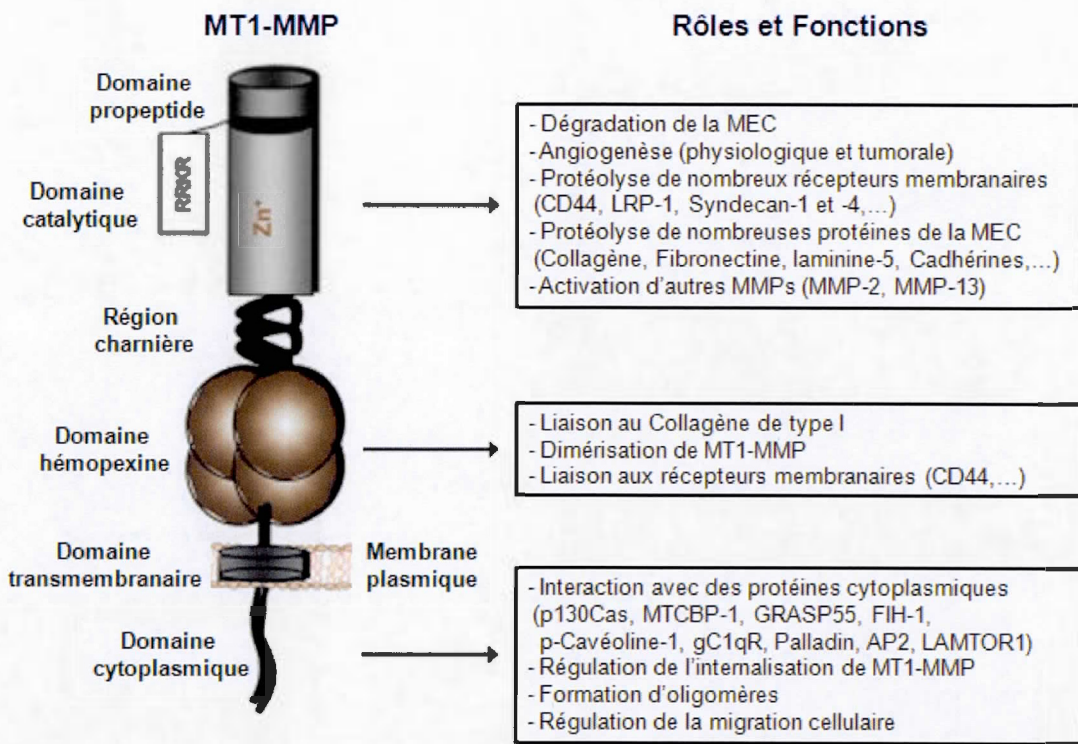 MT1-MMP
Rôles et Fonctions
Domaine
propeptide
RRKR
Domaine
catalytique
Zn+
Région
charnière
Domaine
hémopexine
Domaine
transmembranaire
Membrane
plasmique
Domaine
cytoplasmique
- Dégradation de la MEC
- Angiogenèse (physiologique et tumorale)
- Protéolyse de nombreux récepteurs membranaires
(CD44, LRP-1, Syndecan-1 et -4,...)
- Protéolyse de nombreuses protéines de la MEC
(Collagène, Fibronectine, laminine-5, Cadhérines,...)
- Activation d'autres MMPs (MMP-2, MMP-13)
- Liaison au Collagène de type I
- Dimérisation de MT1-MMP
- Liaison aux récepteurs membranaires (CD44,...)
- Interaction avec des protéines cytoplasmiques
(p130Cas, MTCBP-1, GRASP55, FIH-1,
p-Cavéoline-1, gC1qR, Palladin, AP2, LAMTOR1)
- Régulation de l'internalisation de MT1-MMP
- Formation d'oligomères
- Régulation de la migration cellulaire